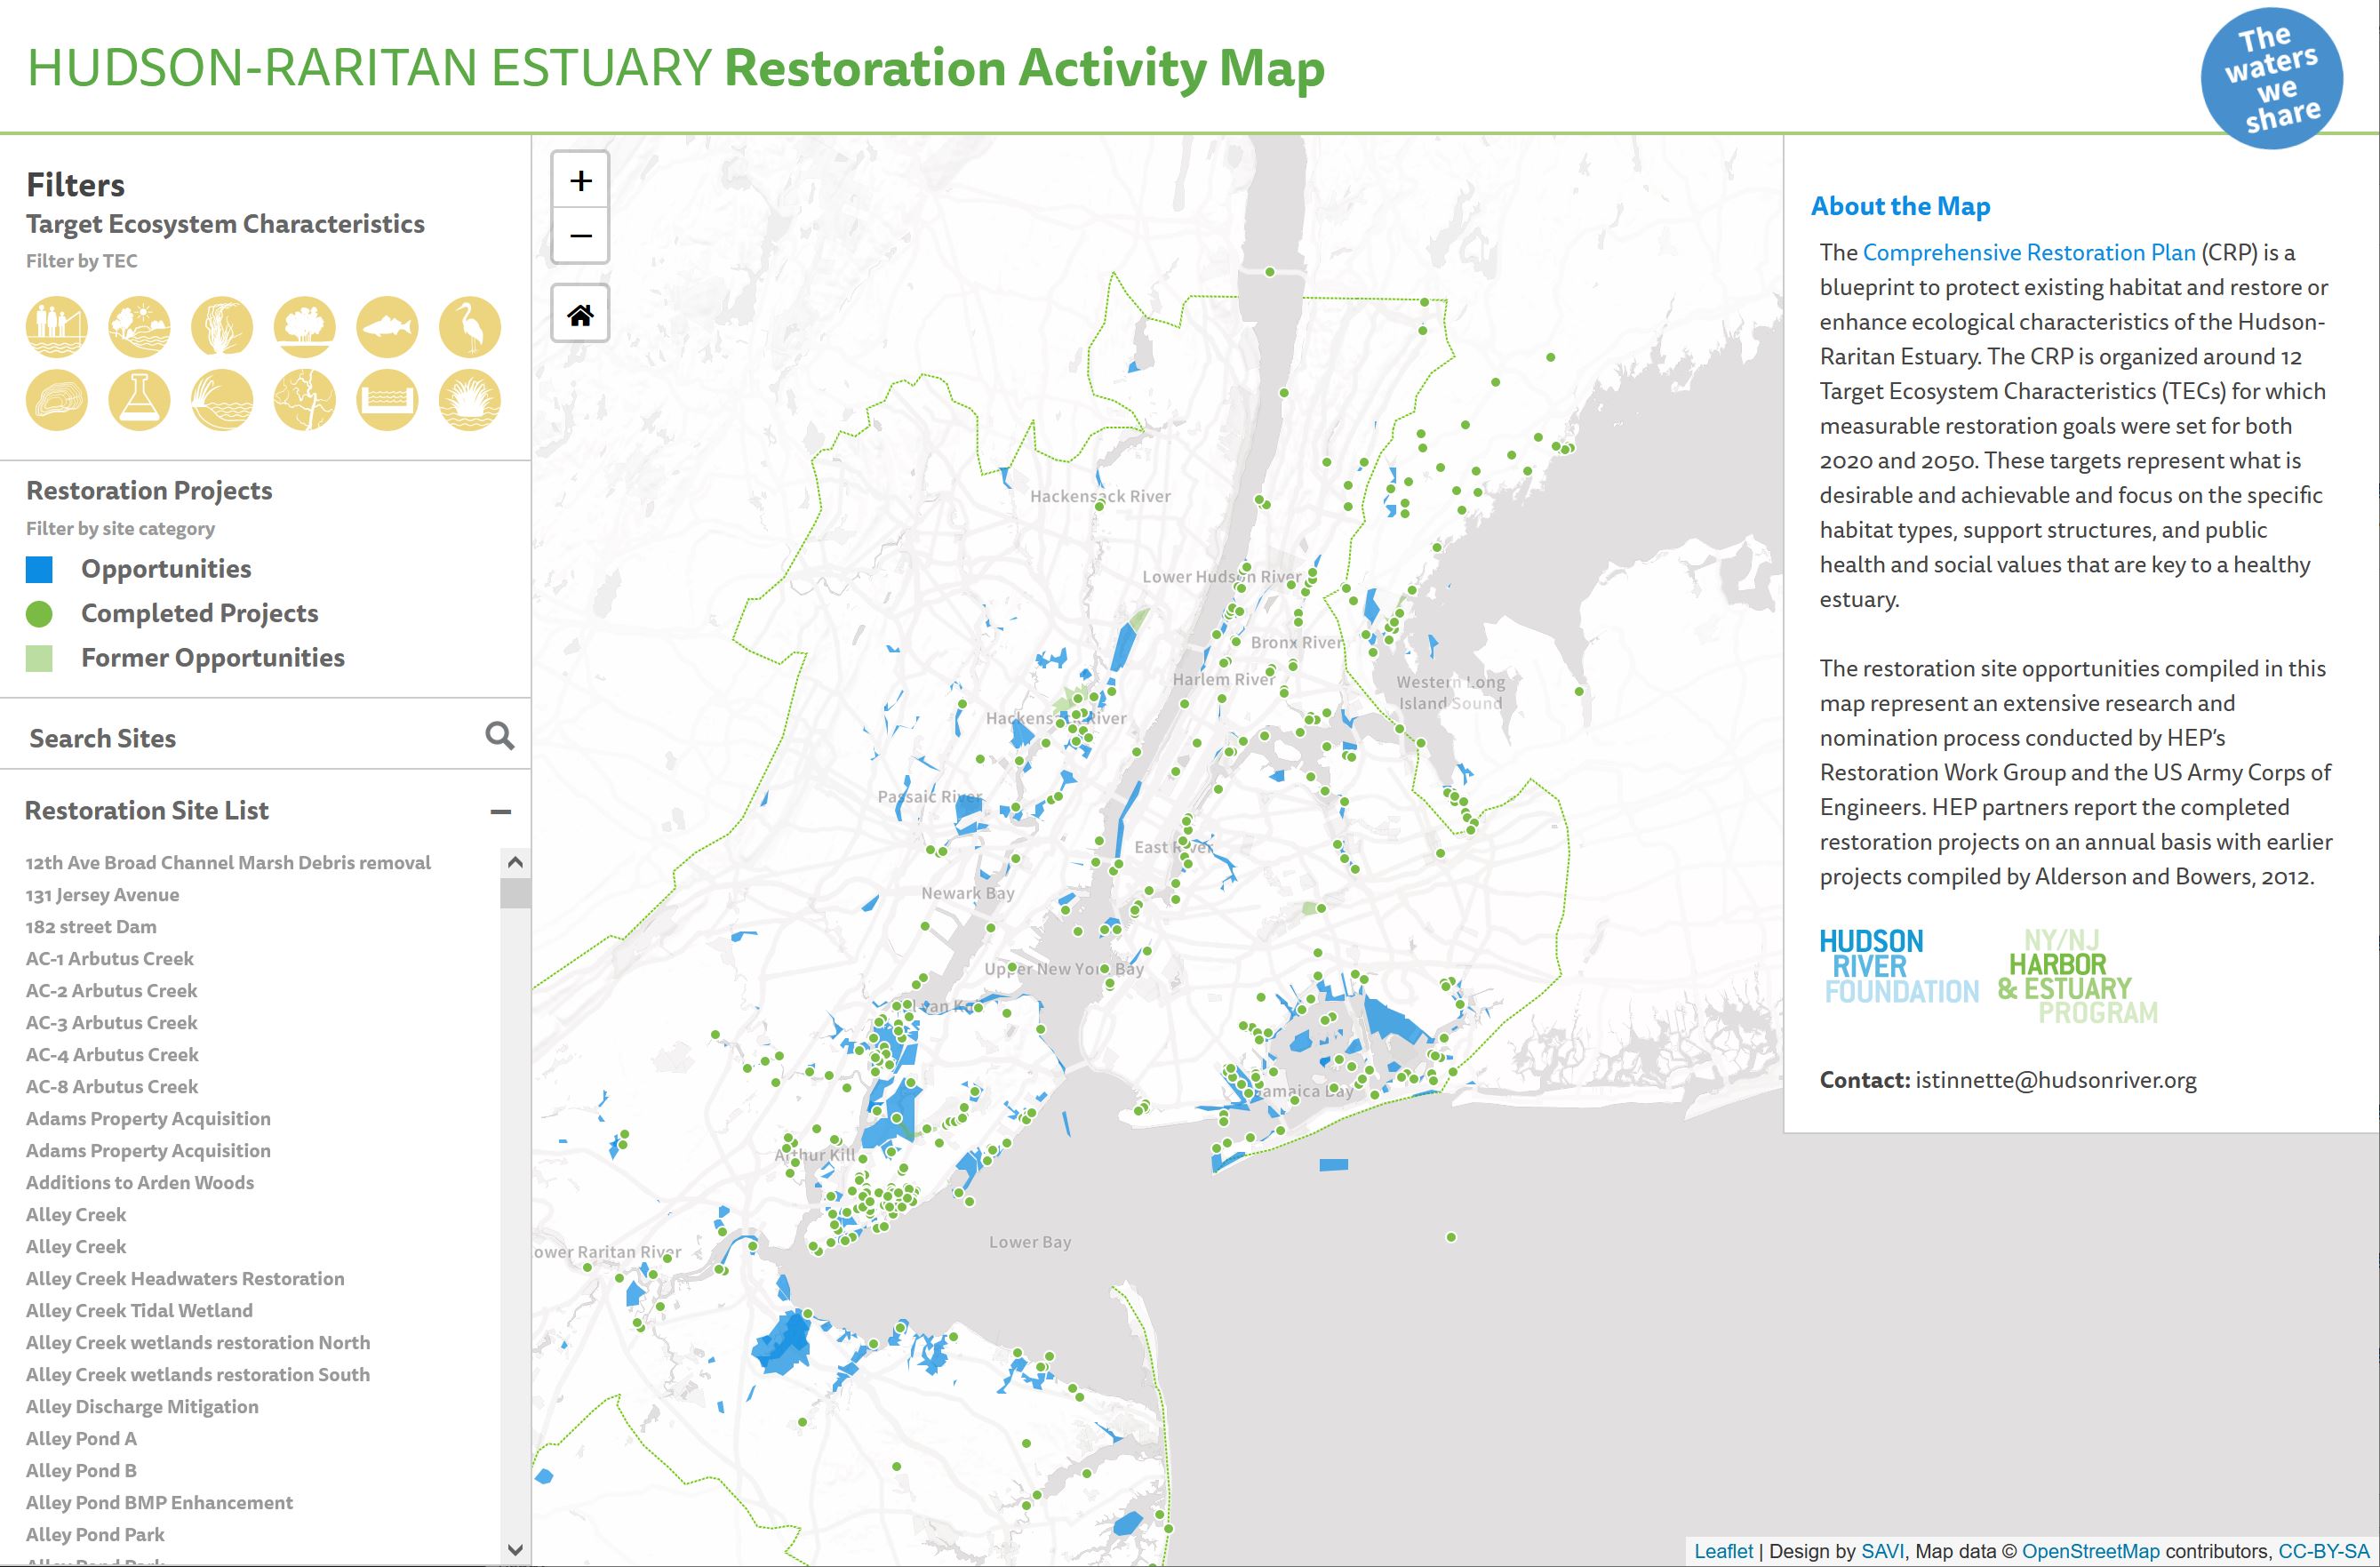 HUDSON-RARITAN ESTUARY Restoration Activity Map
The
waters
we
share
Filters
Target Ecosystem Characteristics
Filter by TEC
Restoration Projects
Filter by site category
Opportunities
Completed Projects
Former Opportunities
Search Sites
Restoration Site List
12th Ave Broad Channel Marsh Debris removal
131 Jersey Avenue
182 street Dam
AC-1 Arbutus Creek
AC-2 Arbutus Creek
AC-3 Arbutus Creek
AC-4 Arbutus Creek
AC-8 Arbutus Creek
Adams Property Acquisition
Adams Property Acquisition
Additions to Arden Woods
Alley Creek
Alley Creek
Alley Creek Headwaters Restoration
Alley Creek Tidal Wetland
Alley Creek wetlands restoration North
Alley Creek wetlands restoration South
Alley Discharge Mitigation
Alley Pond A
Alley Pond B
Alley Pond BMP Enhancement
Alley Pond Park
Alley Pond Park
+
−
Hackensack River
Lower Hudson River
Bronx River
Harlem River
Western Long
Island Sound
Hackensack River
Passaic River
East River
Newark Bay
Upper New York Bay
Jamaica Bay
Arthur Kill
Lower Bay
ower Raritan River
About the Map
The Comprehensive Restoration Plan (CRP) is a
blueprint to protect existing habitat and restore or
enhance ecological characteristics of the Hudson-
Raritan Estuary. The CRP is organized around 12
Target Ecosystem Characteristics (TECs) for which
measurable restoration goals were set for both
2020 and 2050. These targets represent what is
desirable and achievable and focus on the specific
habitat types, support structures, and public
health and social values that are key to a healthy
estuary.
The restoration site opportunities compiled in this
map represent an extensive research and
nomination process conducted by HEP's
Restoration Work Group and the US Army Corps of
Engineers. HEP partners report the completed
restoration projects on an annual basis with earlier
projects compiled by Alderson and Bowers, 2012.
HUDSON
RIVER
FOUNDATION
NY/NJ
HARBOR
& ESTUARY
PROGRAM
Contact: istinnette@hudsonriver.org
Leaflet | Design by SAVI, Map data © OpenStreetMap contributors, CC-BY-SA